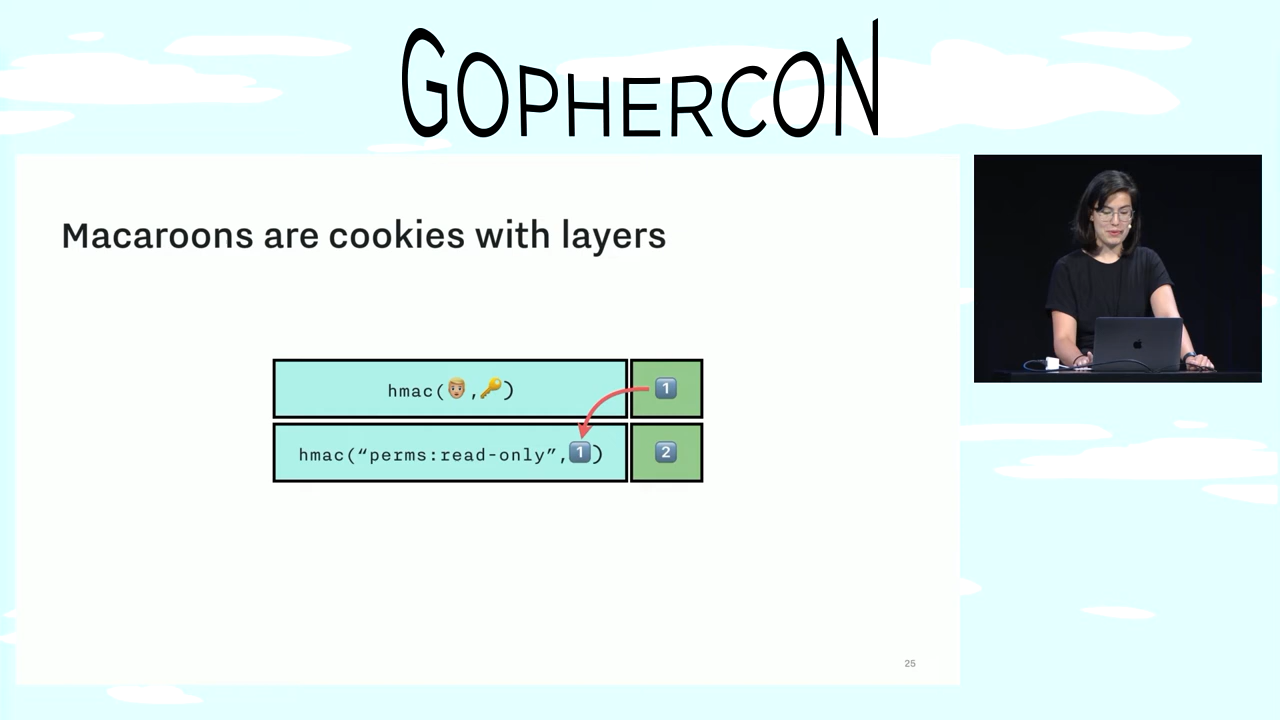 GOPHERCON
Macaroons are cookies with layers
hmac(👨🏼,🔑) 1
hmac(“perms:read-only”,1) 2
25